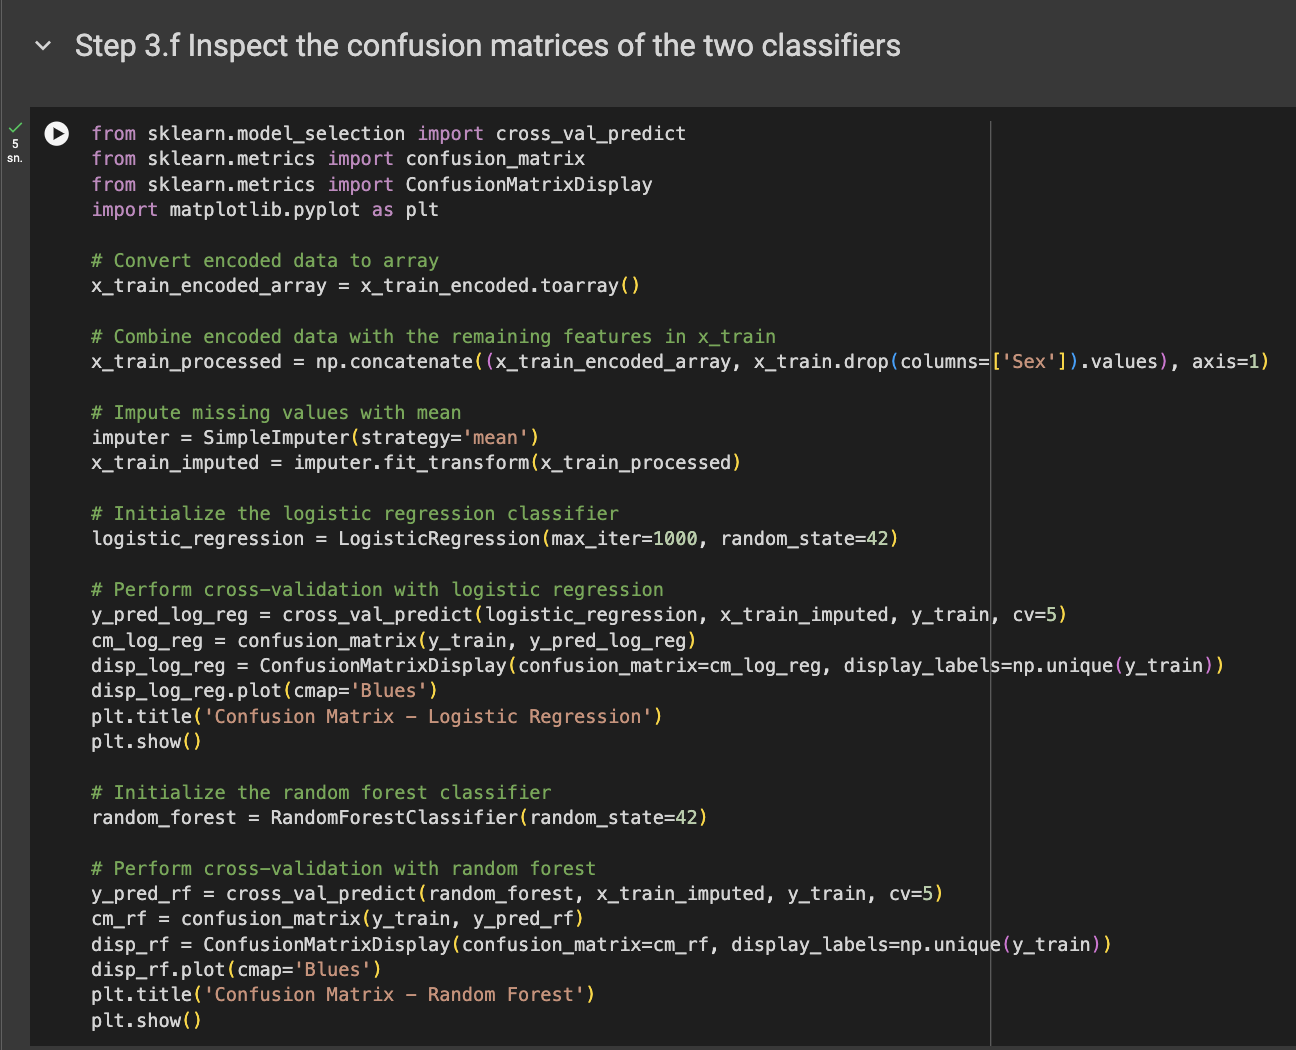 Step 3.f Inspect the confusion matrices of the two classifiers
5
sn.
from sklearn.model_selection import cross_val_predict
from sklearn.metrics import confusion_matrix
from sklearn.metrics import ConfusionMatrixDisplay
import matplotlib.pyplot as plt
# Convert encoded data to array
x_train_encoded_array = x_train_encoded.toarray()
# Combine encoded data with the remaining features in x_train
x_train_processed = np.concatenate((x_train_encoded_array, x_train.drop(columns=['Sex']).values), axis=1)
# Impute missing values with mean
imputer = SimpleImputer(strategy='mean')
x_train_imputed = imputer.fit_transform(x_train_processed)
# Initialize the logistic regression classifier
logistic_regression = LogisticRegression(max_iter=1000, random_state=42)
# Perform cross-validation with logistic regression
y_pred_log_reg = cross_val_predict(logistic_regression, x_train_imputed, y_train, cv=5)
cm_log_reg = confusion_matrix(y_train, y_pred_log_reg)
disp_log_reg = ConfusionMatrixDisplay(confusion_matrix=cm_log_reg, display_labels=np.unique(y_train))
disp_log_reg.plot(cmap='Blues')
plt.title('Confusion Matrix - Logistic Regression')
plt.show()
# Initialize the random forest classifier
random_forest = RandomForestClassifier(random_state=42)
# Perform cross-validation with random forest
y_pred_rf = cross_val_predict(random_forest, x_train_imputed, y_train, cv=5)
cm_rf = confusion_matrix(y_train, y_pred_rf)
disp_rf = ConfusionMatrixDisplay(confusion_matrix=cm_rf, display_labels=np.unique(y_train))
disp_rf.plot(cmap='Blues')
plt.title('Confusion Matrix - Random Forest')
plt.show()